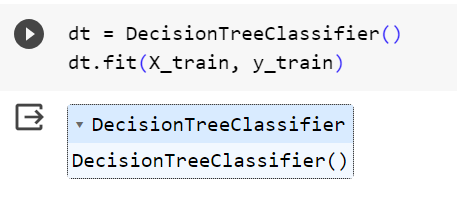 dt = DecisionTreeClassifier()
dt.fit(X_train, y_train)
DecisionTreeClassifier
DecisionTreeClassifier()